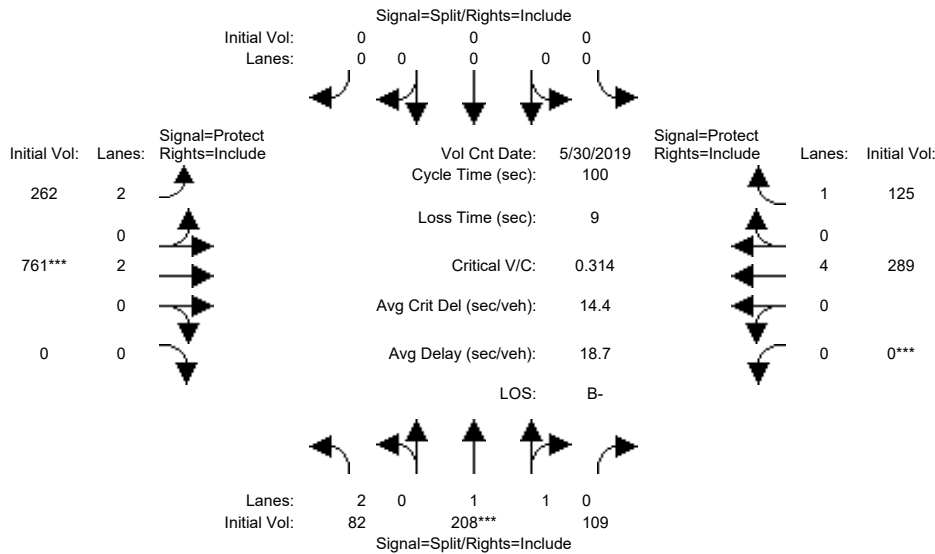 Signal=Split/Rights=Include
Initial Vol: 0 0 0
Lanes: 0 0 0 0 0
Signal=Protect Signal=Protect
Initial Vol: Lanes: Rights=Include Vol Cnt Date: 5/30/2019 Rights=Include Lanes: Initial Vol:
Cycle Time (sec): 100
262 2 1 125
Loss Time (sec): 9
0 0
761*** 2 Critical V/C: 0.314 4 289
0 Avg Crit Del (sec/veh): 14.4 0
0 0 Avg Delay (sec/veh): 18.7 0 0***
LOS: B-
Lanes: 2 0 1 1 0
Initial Vol: 82 208*** 109
Signal=Split/Rights=Include